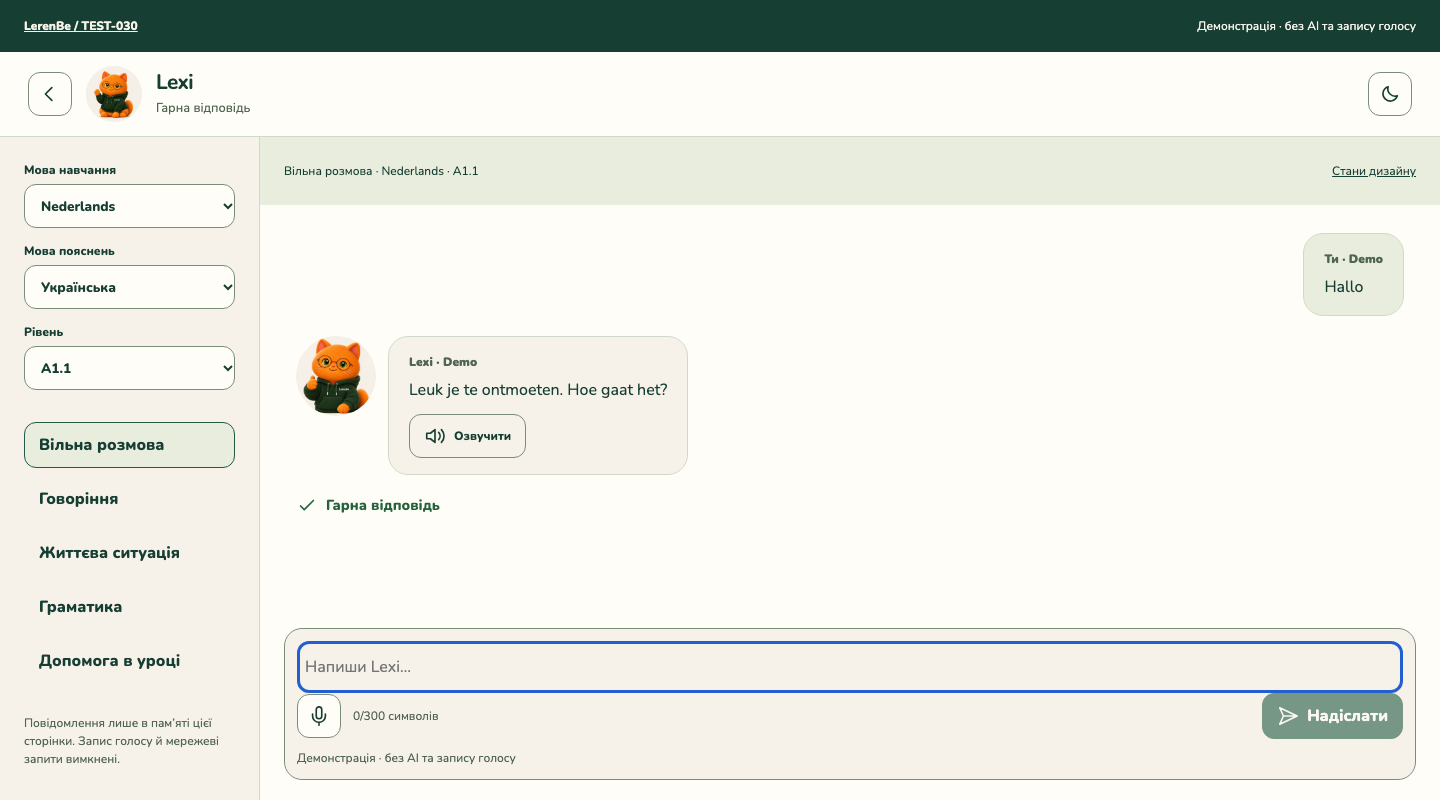 LerenBe / TEST-030
Демонстрація · без AI та запису голосу
Lexi
Гарна відповідь
Мова навчання
Nederlands
Мова пояснень
Українська
Рівень
A1.1
Вільна розмова
Говоріння
Життєва ситуація
Граматика
Допомога в уроці
Повідомлення лише в пам’яті цієї
сторінки. Запис голосу й мережеві
запити вимкнені.
Вільна розмова · Nederlands · A1.1
Стани дизайну
Ти · Demo
Hallo
Lexi · Demo
Leuk je te ontmoeten. Hoe gaat het?
Озвучити
Гарна відповідь
Напиши Lexi...
0/300 символів
Надіслати
Демонстрація · без AI та запису голосу